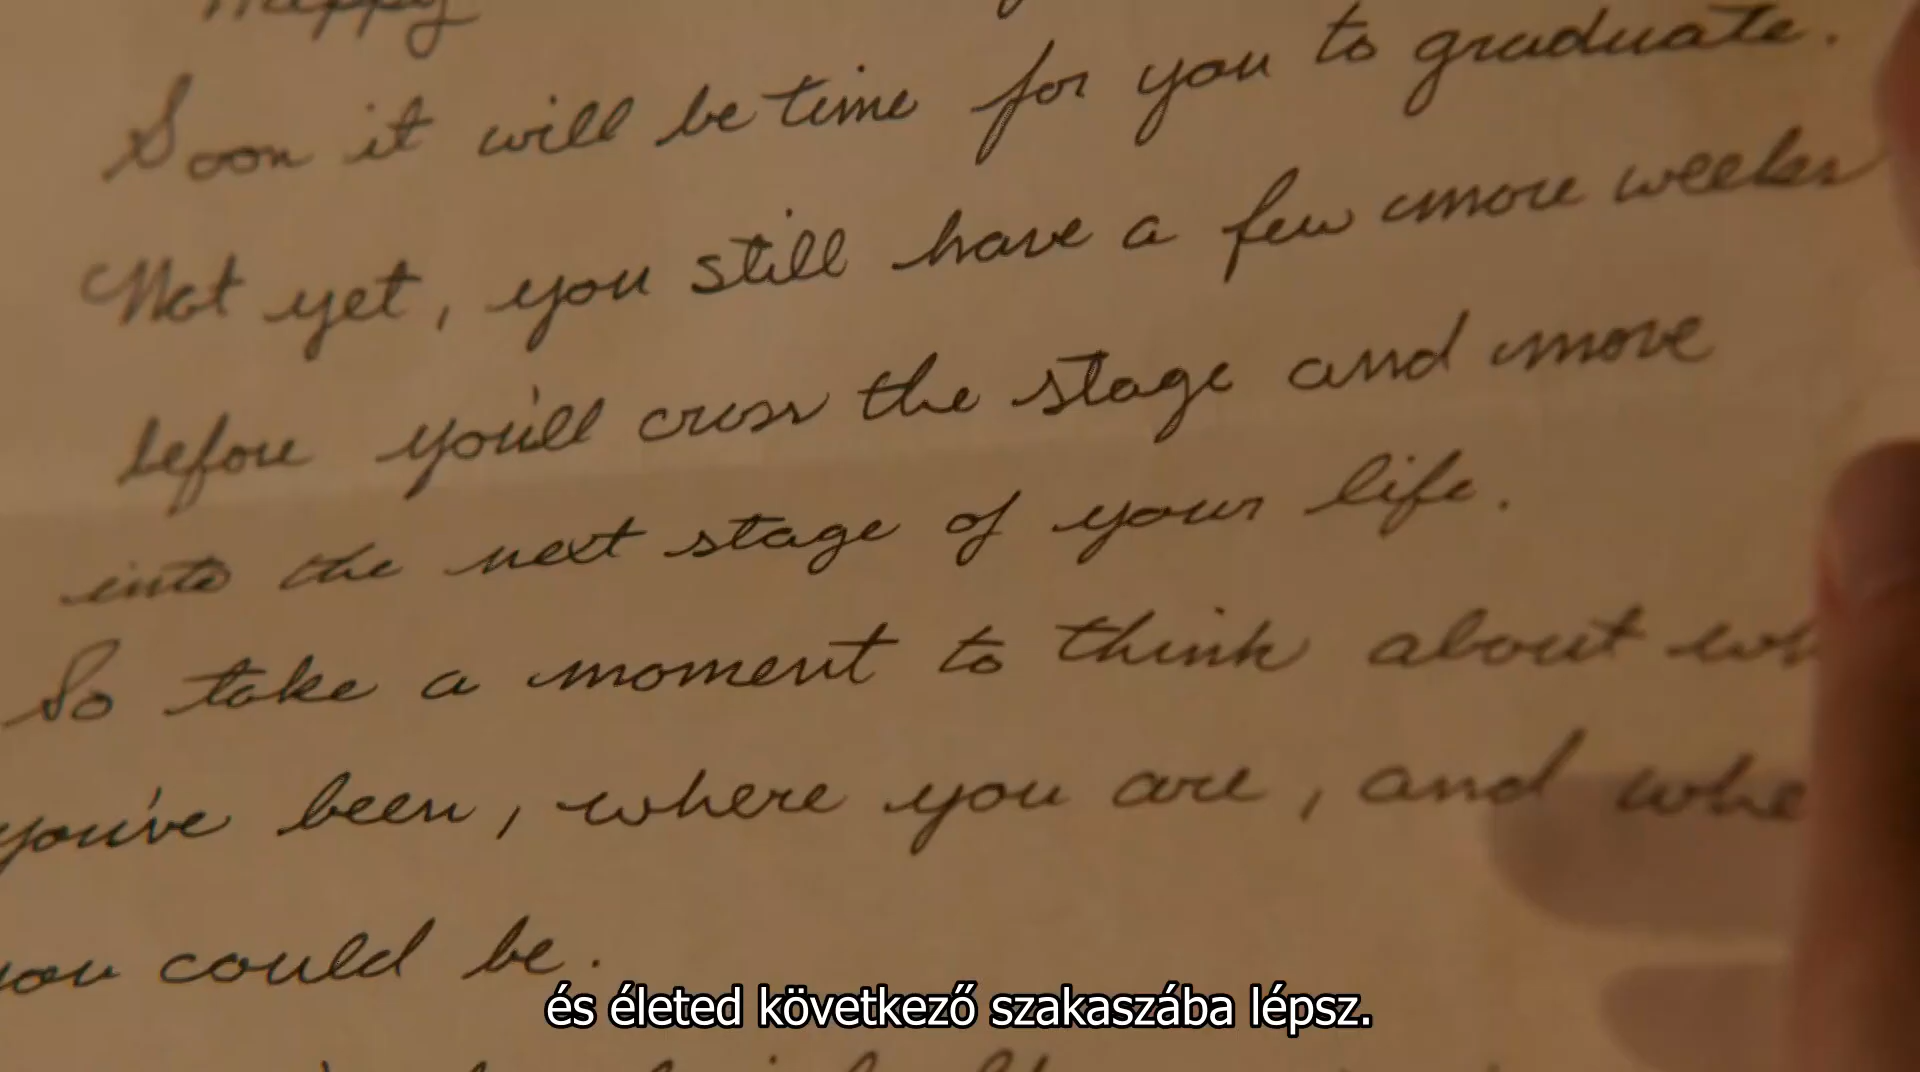 Soon it will be time for you to graduate.
Not yet, you still have a few more weeks
before you'll cross the stage and move
into the next stage of your life.
So take a moment to think about
you've been, where you are, and
you could be.
és életed következő szakaszába lépsz.